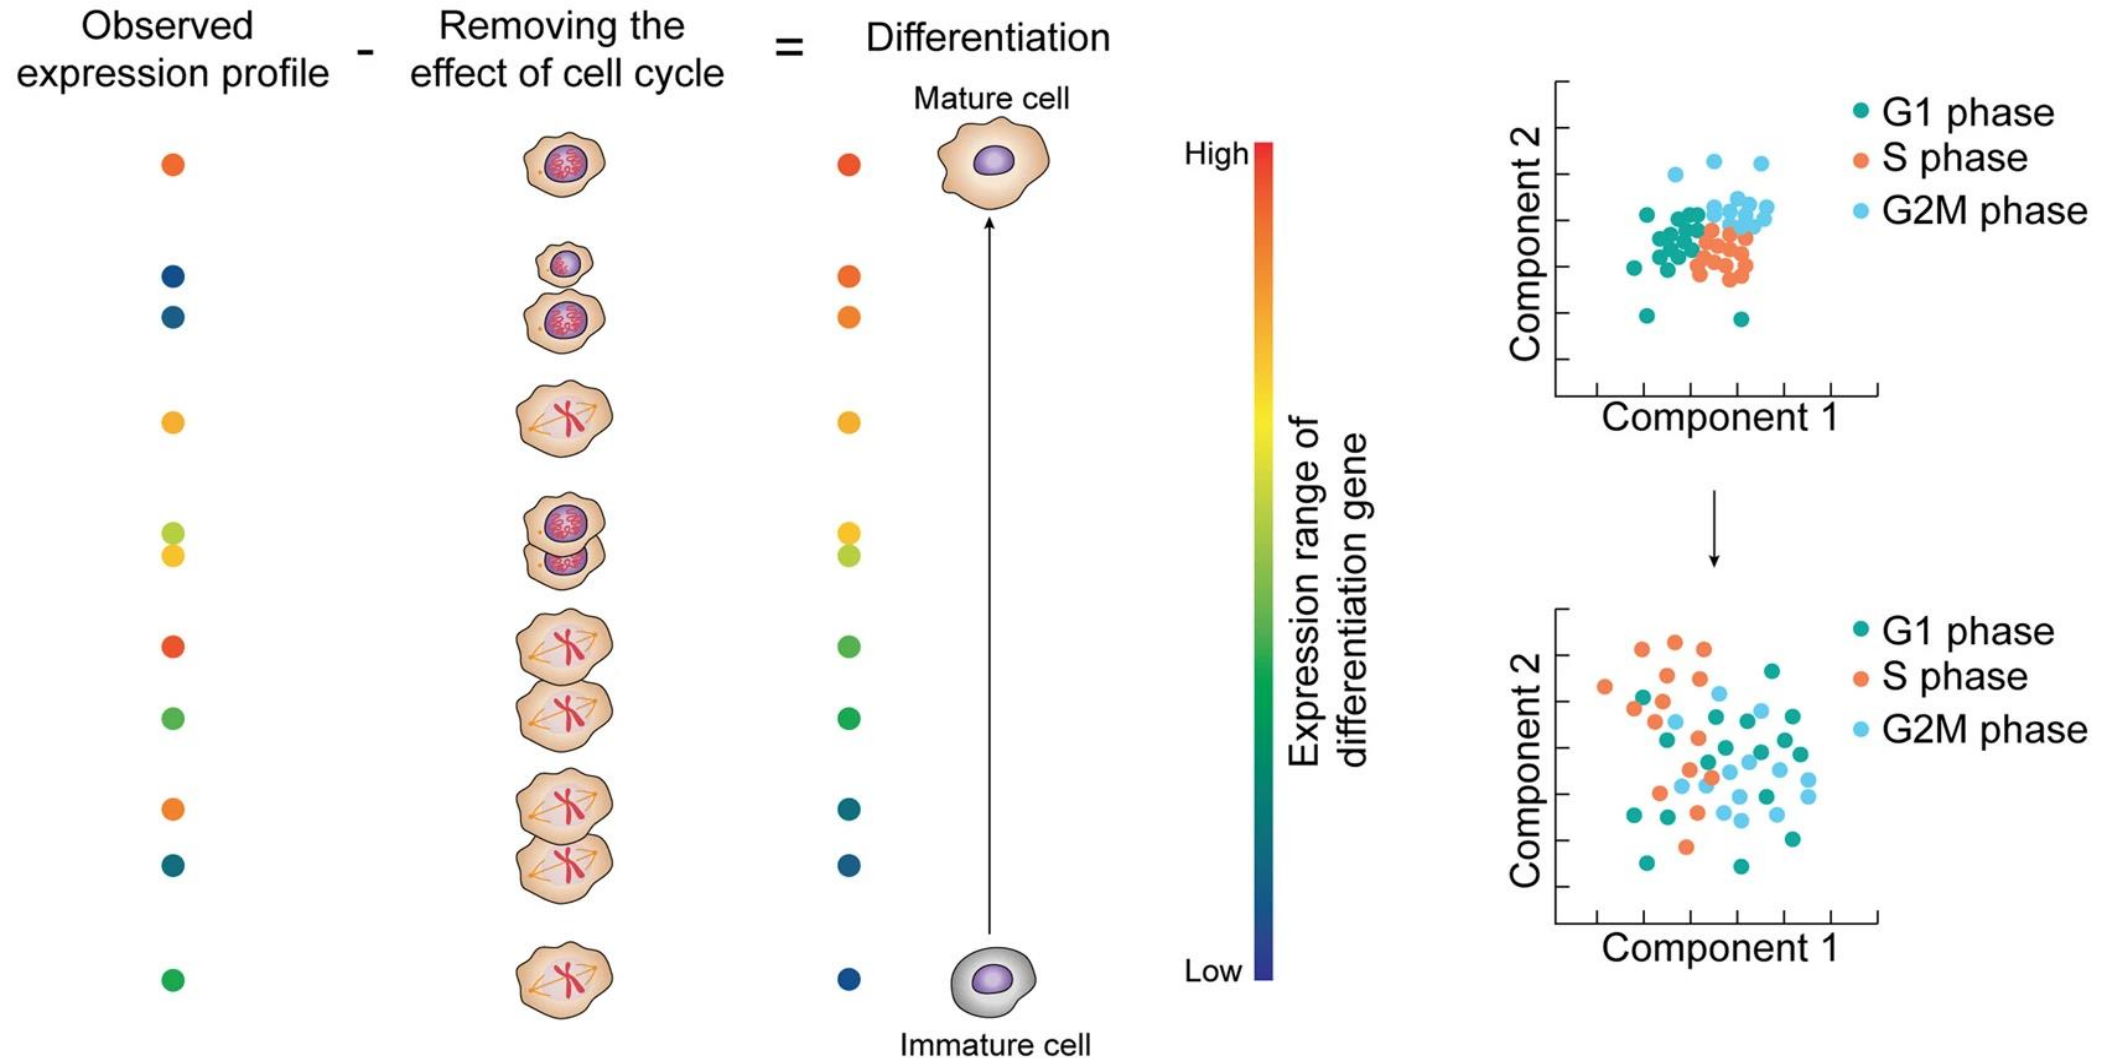 Observed
expression profile
-
Removing the
effect of cell cycle
=
Differentiation
Mature cell
Immature cell
High
Low
Expression range of
differentiation gene
Component 2
Component 1
G1 phase
S phase
G2M phase
Component 2
Component 1
G1 phase
S phase
G2M phase